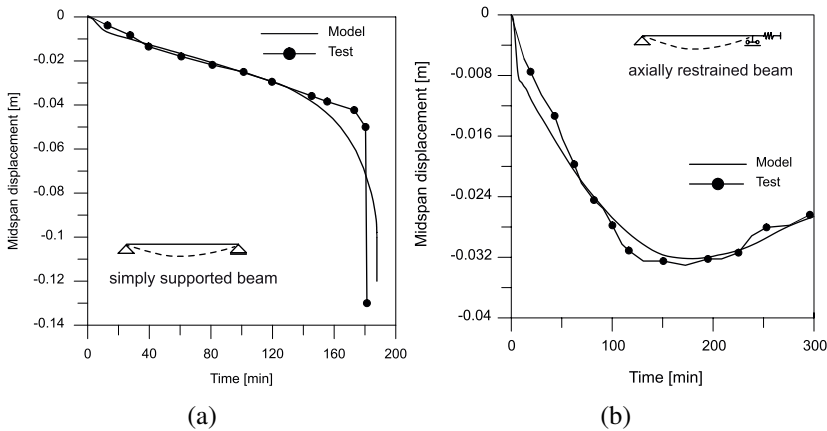 0
-0.02
-0.04
-0.06
-0.08
-0.1
-0.12
-0.14
Midspan displacement [m]
Model
Test
simply supported beam
0 40 80 120 160 200
Time [min]
(a)
0
-0.008
-0.016
-0.024
-0.032
-0.04
Midspan displacement [m]
axially restrained beam
Model
Test
0 100 200 300
Time [min]
(b)